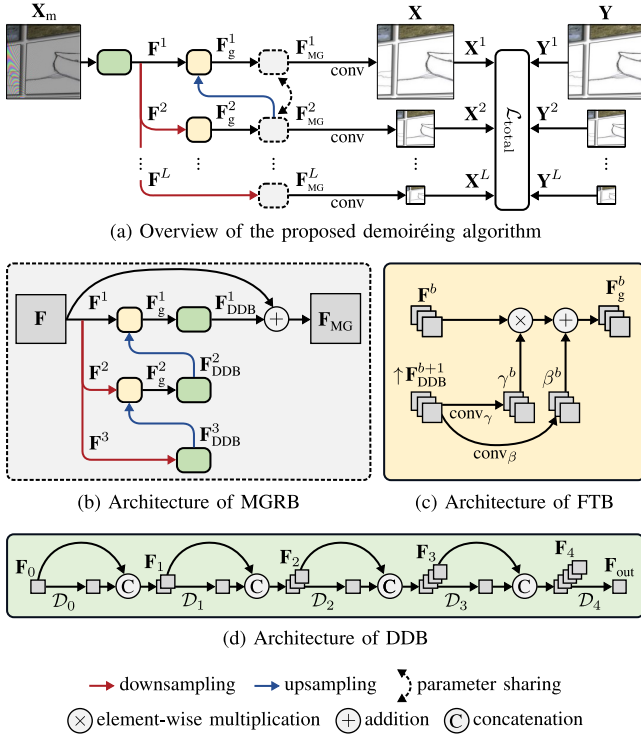 X_m
X
Y
F^1
F_g^1
F_MG^1
conv
X^1
Y^1
F^2
F_g^2
F_MG^2
conv
X^2
Y^2
L_total
F^L
F_MG^L
conv
X^L
Y^L
(a) Overview of the proposed demoiréing algorithm
F
F^1
F_g^1
F_DDB^1
+
F_MG
F^2
F_g^2
F_DDB^2
F^3
F_DDB^3
(b) Architecture of MGRB
F^b
×
+
F_g^b
↑F_DDB^{b+1}
γ^b
β^b
conv_γ
conv_β
(c) Architecture of FTB
F_0
D_0
C
F_1
D_1
C
F_2
D_2
C
F_3
D_3
C
F_4
D_4
F_out
(d) Architecture of DDB
downsampling
upsampling
parameter sharing
× element-wise multiplication
+ addition
C concatenation